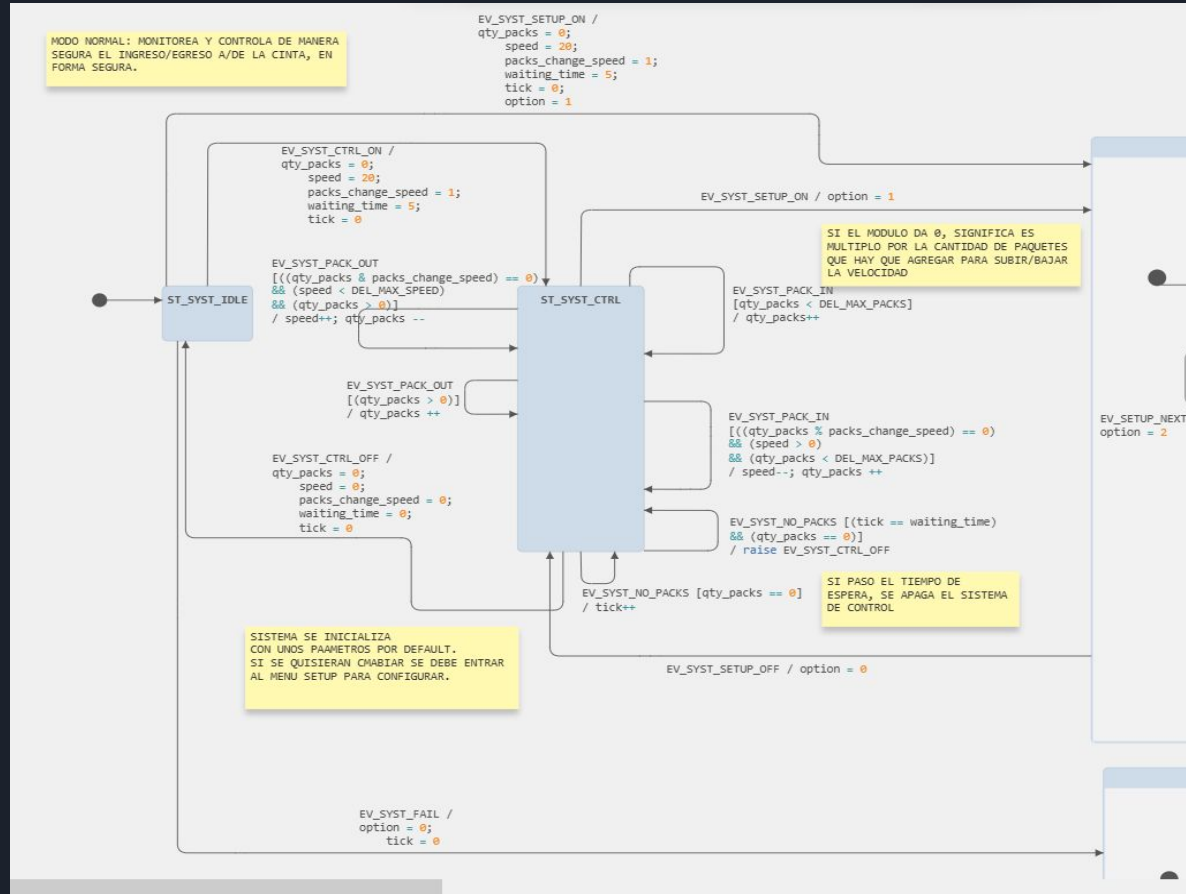 EV_SYST_SETUP_ON /
qty_packs = 0;
speed = 20;
packs_change_speed = 1;
waiting_time = 5;
tick = 0;
option = 1
MODO NORMAL: MONITOREA Y CONTROLA DE MANERA
SEGURA EL INGRESO/EGRESO A/DE LA CINTA, EN
FORMA SEGURA.
EV_SYST_CTRL_ON /
qty_packs = 0;
speed = 20;
packs_change_speed = 1;
waiting_time = 5;
tick = 0
EV_SYST_SETUP_ON / option = 1
SI EL MODULO DA 0, SIGNIFICA ES
MULTIPLO POR LA CANTIDAD DE PAQUETES
QUE HAY QUE AGREGAR PARA SUBIR/BAJAR
LA VELOCIDAD
EV_SYST_PACK_OUT
[((qty_packs & packs_change_speed) == 0)
&& (speed < DEL_MAX_SPEED)
&& (qty_packs > 0)]
/ speed++; qty_packs --
ST_SYST_IDLE
ST_SYST_CTRL
EV_SYST_PACK_IN
[qty_packs < DEL_MAX_PACKS]
/ qty_packs++
EV_SYST_PACK_OUT
[(qty_packs > 0)]
/ qty_packs ++
EV_SYST_PACK_IN
[((qty_packs % packs_change_speed) == 0)
&& (speed > 0)
&& (qty_packs < DEL_MAX_PACKS)]
/ speed--; qty_packs ++
EV_SETUP_NEXT
option = 2
EV_SYST_CTRL_OFF /
qty_packs = 0;
speed = 0;
packs_change_speed = 0;
waiting_time = 0;
tick = 0
EV_SYST_NO_PACKS [(tick == waiting_time)
&& (qty_packs == 0)]
/ raise EV_SYST_CTRL_OFF
EV_SYST_NO_PACKS [qty_packs == 0]
/ tick++
SI PASO EL TIEMPO DE
ESPERA, SE APAGA EL SISTEMA
DE CONTROL
SISTEMA SE INICIALIZA
CON UNOS PAAMETROS POR DEFAULT.
SI SE QUISIERAN CMABIAR SE DEBE ENTRAR
AL MENU SETUP PARA CONFIGURAR.
EV_SYST_SETUP_OFF / option = 0
EV_SYST_FAIL /
option = 0;
tick = 0